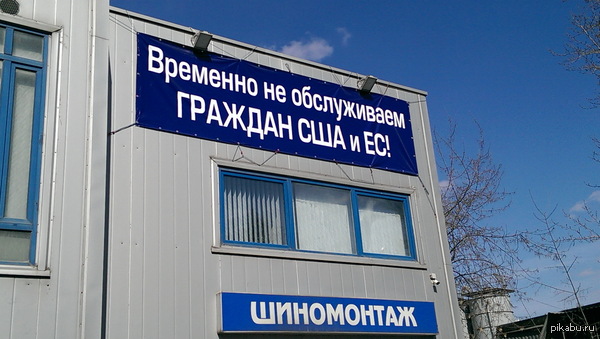 Временно не обслуживаем
ГРАЖДАН США и ЕС!
ШИНОМОНТАЖ
pikabu.ru